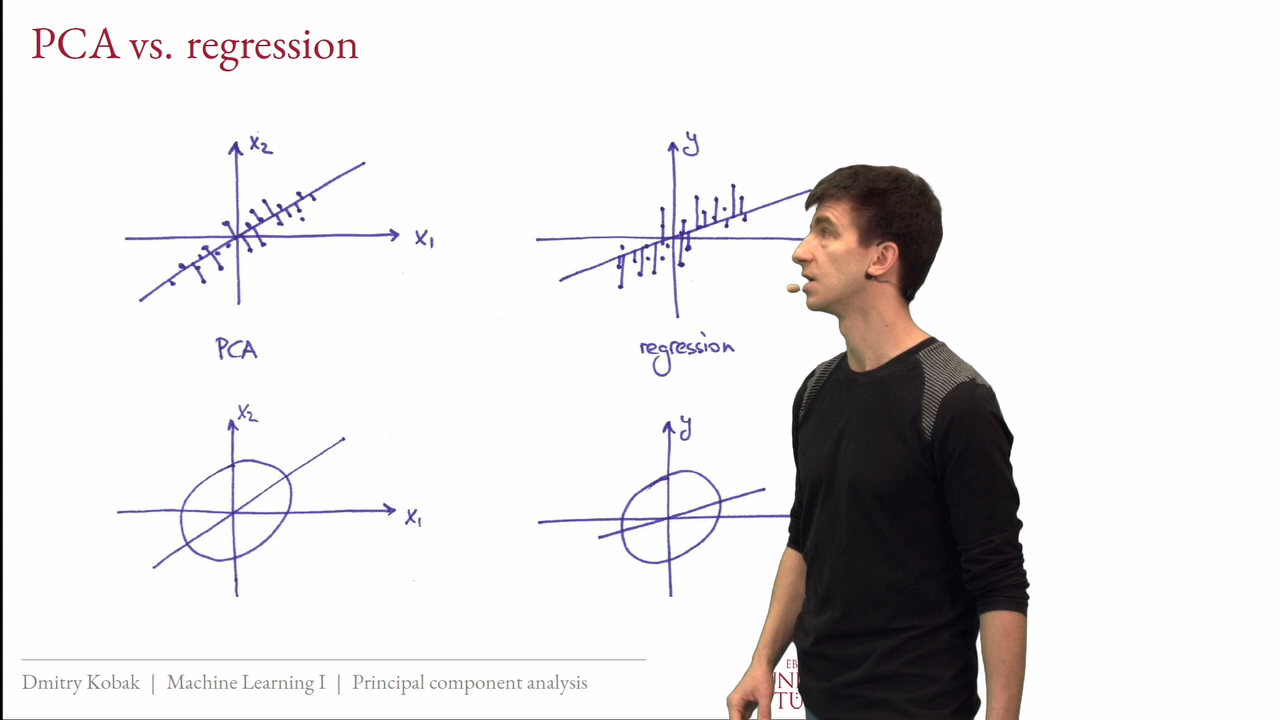 PCA vs. regression
x₂
x₁
PCA
y
regression
x₂
x₁
y
Dmitry Kobak | Machine Learning I | Principal component analysis